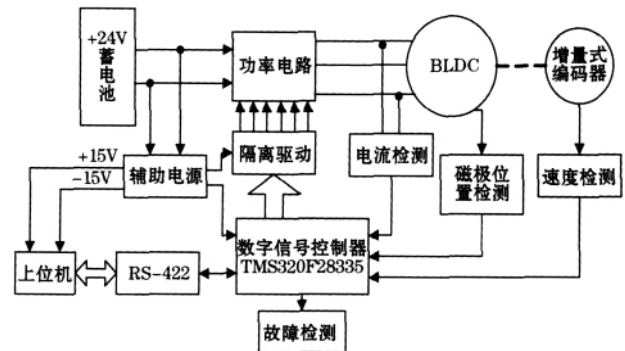 +24V
蓄
电
池
功率电路
BLDC
增量式
编码器
隔离驱动
电流检测
磁极位
置检测
速度检测
+15V
−15V
辅助电源
数字信号控制器
TMS320F28335
上位机
RS-422
故障检测